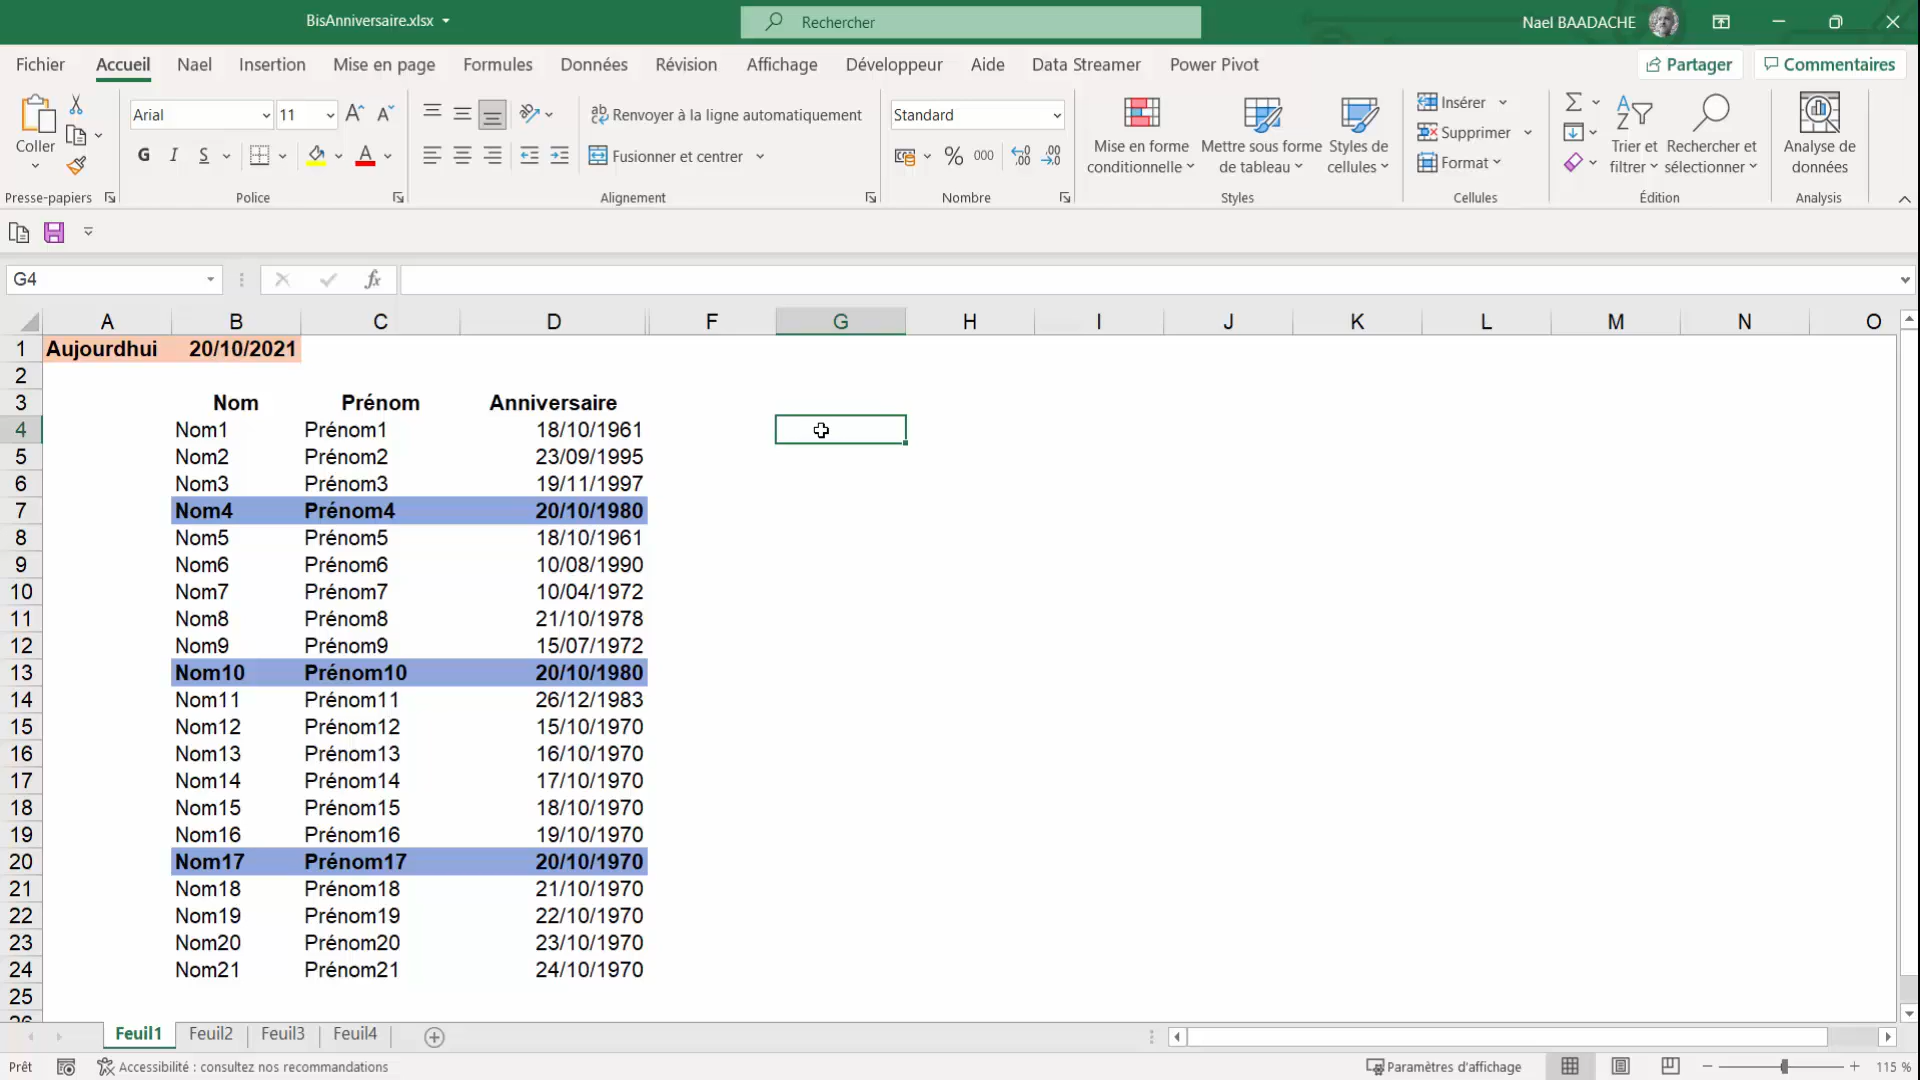 BisAnniversaire.xlsx
Rechercher
Nael BAADACHE
Fichier Accueil Nael Insertion Mise en page Formules Données Révision Affichage Développeur Aide Data Streamer Power Pivot Partager Commentaires
Coller
Presse-papiers
Arial 11
G I S
Police
Renvoyer à la ligne automatiquement
Fusionner et centrer
Alignement
Standard
% 000
Nombre
Mise en forme conditionnelle
Mettre sous forme de tableau
Styles de cellules
Styles
Insérer
Supprimer
Format
Cellules
Trier et filtrer
Rechercher et sélectionner
Édition
Analyse de données
Analysis
G4 fx
A B C D F G H I J K L M N O
1 Aujourdhui 20/10/2021
2
3 Nom Prénom Anniversaire
4 Nom1 Prénom1 18/10/1961
5 Nom2 Prénom2 23/09/1995
6 Nom3 Prénom3 19/11/1997
7 Nom4 Prénom4 20/10/1980
8 Nom5 Prénom5 18/10/1961
9 Nom6 Prénom6 10/08/1990
10 Nom7 Prénom7 10/04/1972
11 Nom8 Prénom8 21/10/1978
12 Nom9 Prénom9 15/07/1972
13 Nom10 Prénom10 20/10/1980
14 Nom11 Prénom11 26/12/1983
15 Nom12 Prénom12 15/10/1970
16 Nom13 Prénom13 16/10/1970
17 Nom14 Prénom14 17/10/1970
18 Nom15 Prénom15 18/10/1970
19 Nom16 Prénom16 19/10/1970
20 Nom17 Prénom17 20/10/1970
21 Nom18 Prénom18 21/10/1970
22 Nom19 Prénom19 22/10/1970
23 Nom20 Prénom20 23/10/1970
24 Nom21 Prénom21 24/10/1970
25
26
Feuil1 Feuil2 Feuil3 Feuil4
Prêt Accessibilité : consultez nos recommandations Paramètres d'affichage 115 %